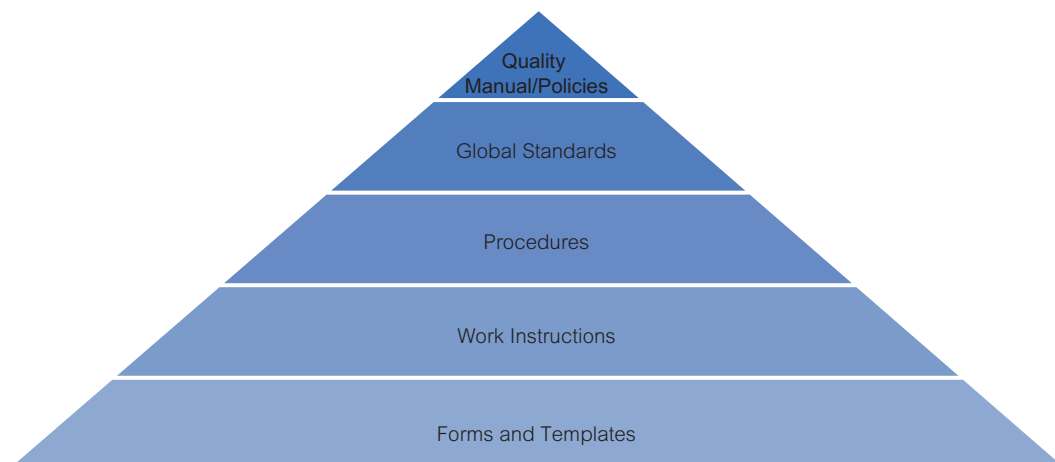 Quality
Manual/Policies
Global Standards
Procedures
Work Instructions
Forms and Templates